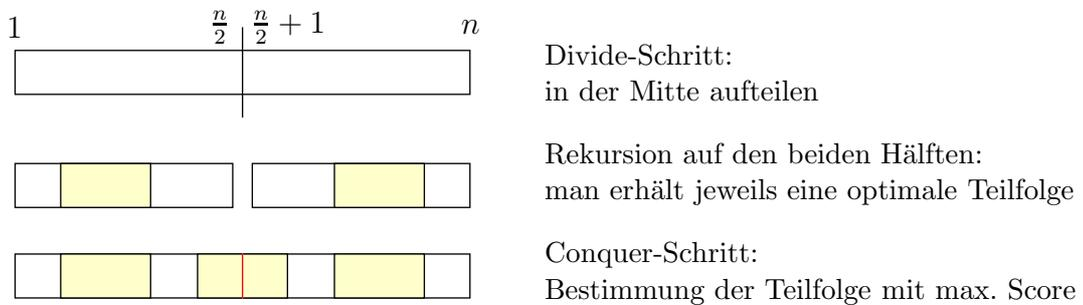 1 n/2 n/2 + 1 n
Divide-Schritt:
in der Mitte aufteilen
Rekursion auf den beiden Hälften:
man erhält jeweils eine optimale Teilfolge
Conquer-Schritt:
Bestimmung der Teilfolge mit max. Score